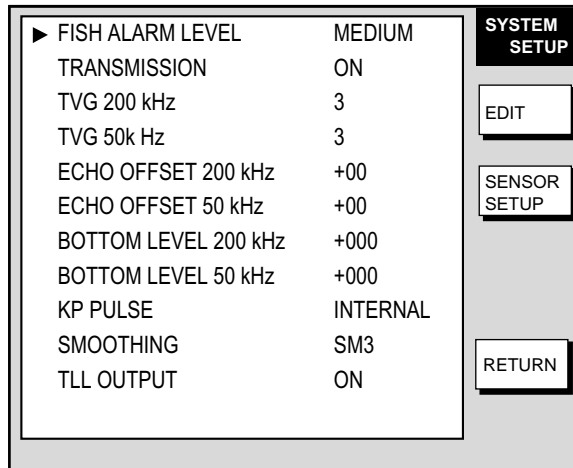 ▶ FISH ALARM LEVEL MEDIUM
TRANSMISSION ON
TVG 200 kHz 3
TVG 50k Hz 3
ECHO OFFSET 200 kHz +00
ECHO OFFSET 50 kHz +00
BOTTOM LEVEL 200 kHz +000
BOTTOM LEVEL 50 kHz +000
KP PULSE INTERNAL
SMOOTHING SM3
TLL OUTPUT ON
SYSTEM
SETUP
EDIT
SENSOR
SETUP
RETURN